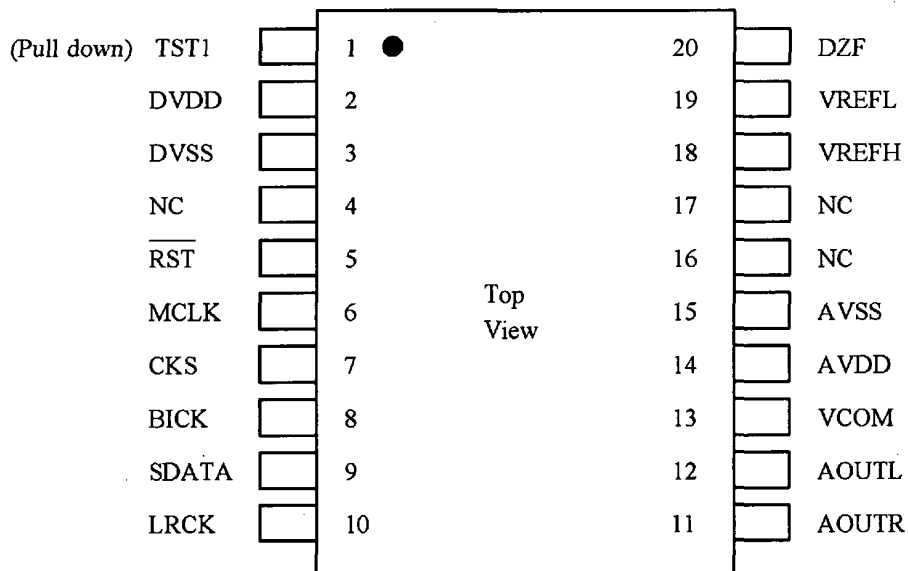 (Pull down) TST1 1 20 DZF
DVDD 2 19 VREFL
DVSS 3 18 VREFH
NC 4 17 NC
RST 5 16 NC
MCLK 6 15 AVSS
CKS 7 14 AVDD
BICK 8 13 VCOM
SDATA 9 12 AOUTL
LRCK 10 11 AOUTR
Top
View